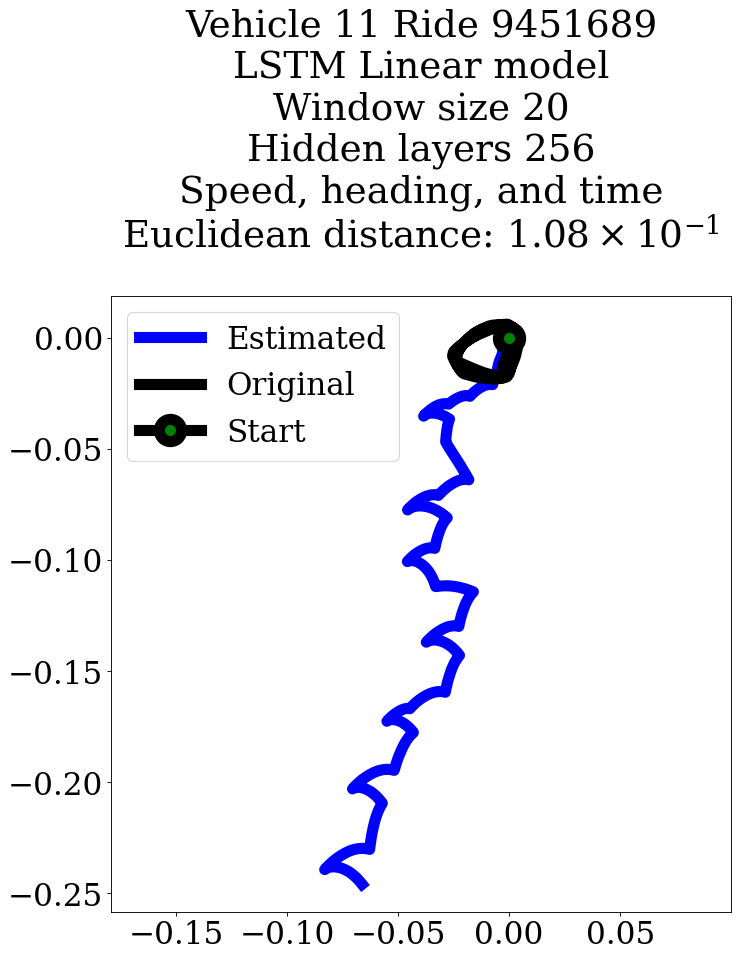 Vehicle 11 Ride 9451689
LSTM Linear model
Window size 20
Hidden layers 256
Speed, heading, and time
Euclidean distance: 1.08 × 10⁻¹
Estimated
Original
Start
0.00
−0.05
−0.10
−0.15
−0.20
−0.25
−0.15 −0.10 −0.05 0.00 0.05